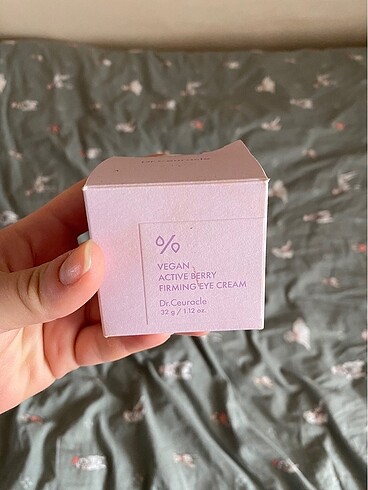 %
VEGAN
ACTIVE BERRY
FIRMING EYE CREAM
Dr.Ceuracle
32 g / 1.12 oz.